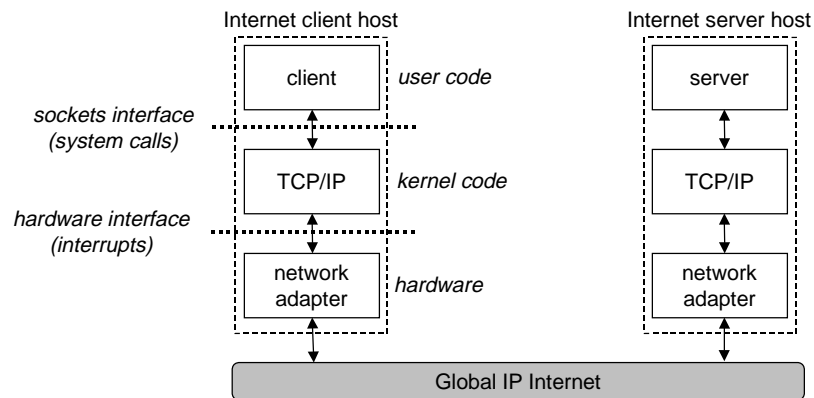 Internet client host
Internet server host
client
user code
server
sockets interface
(system calls)
TCP/IP
kernel code
TCP/IP
hardware interface
(interrupts)
network
adapter
hardware
network
adapter
Global IP Internet